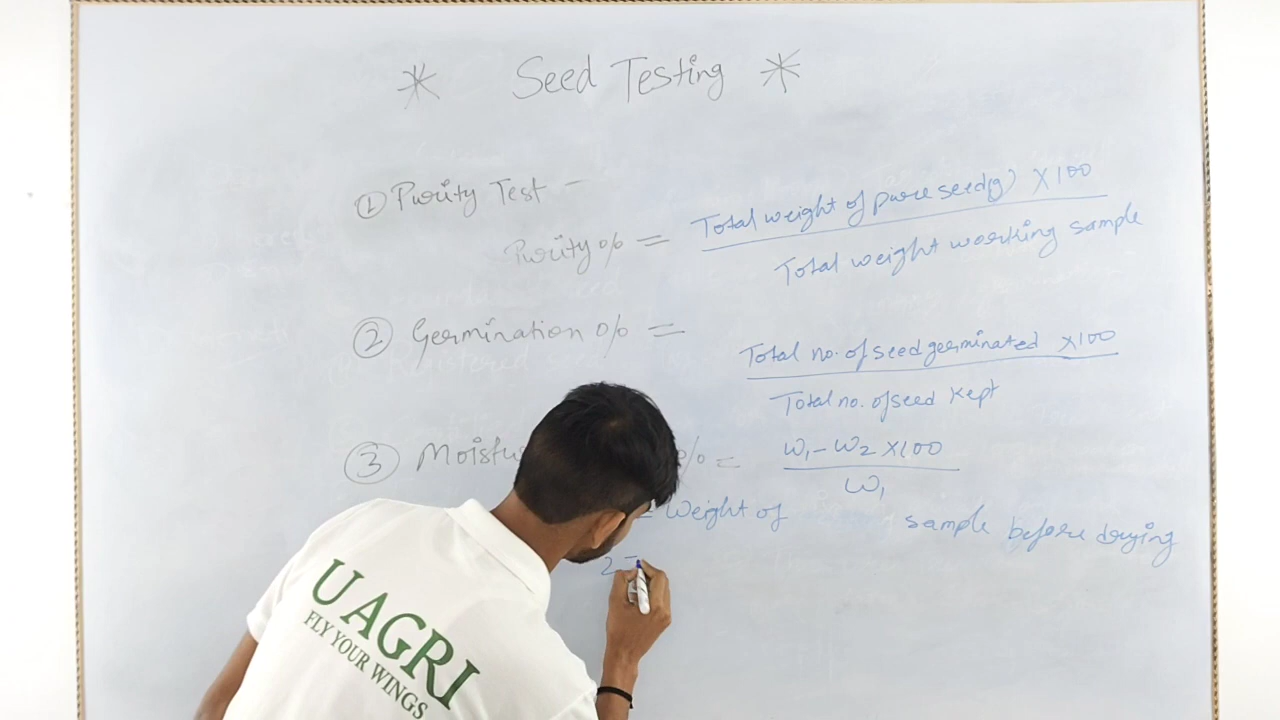 * Seed Testing *
① Purity Test -
Purity % = Total weight of pure seed(g) X100
Total weight working sample
② Germination % = Total no. of seed germinated X100
Total no. of seed Kept
③ Moistu % = W₁ - W₂ X100
W₁
= Weight of sample before drying
2 =
U AGRI
FLY YOUR WINGS